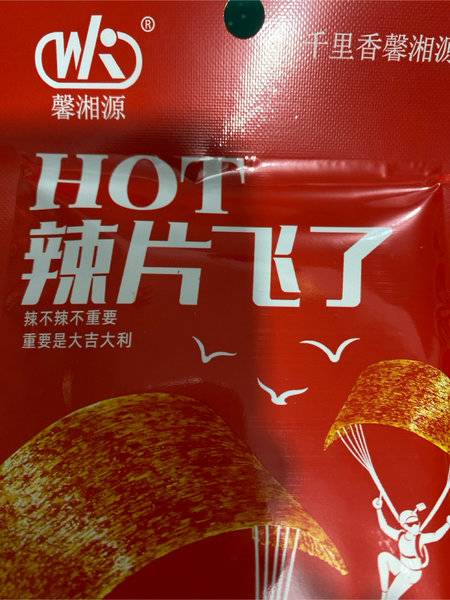 WK®
馨湘源
千里香馨湘源
HOT
辣片飞了
辣不辣不重要
重要是大吉大利